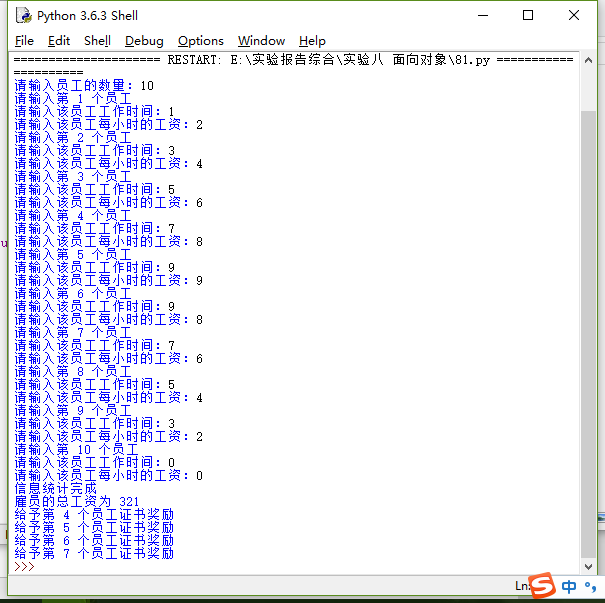 Python 3.6.3 Shell
File Edit Shell Debug Options Window Help
===================== RESTART: E:\实验报告综合\实验八 面向对象\81.py ===========
==========
请输入员工的数量：10
请输入第 1 个员工
请输入该员工工作时间：1
请输入该员工每小时的工资：2
请输入第 2 个员工
请输入该员工工作时间：3
请输入该员工每小时的工资：4
请输入第 3 个员工
请输入该员工工作时间：5
请输入该员工每小时的工资：6
请输入第 4 个员工
请输入该员工工作时间：7
请输入该员工每小时的工资：8
请输入第 5 个员工
请输入该员工工作时间：9
请输入该员工每小时的工资：9
请输入第 6 个员工
请输入该员工工作时间：9
请输入该员工每小时的工资：8
请输入第 7 个员工
请输入该员工工作时间：7
请输入该员工每小时的工资：6
请输入第 8 个员工
请输入该员工工作时间：5
请输入该员工每小时的工资：4
请输入第 9 个员工
请输入该员工工作时间：3
请输入该员工每小时的工资：2
请输入第 10 个员工
请输入该员工工作时间：0
请输入该员工每小时的工资：0
信息统计完成
雇员的总工资为 321
给予第 4 个员工证书奖励
给予第 5 个员工证书奖励
给予第 6 个员工证书奖励
给予第 7 个员工证书奖励
>>>
Ln:
中